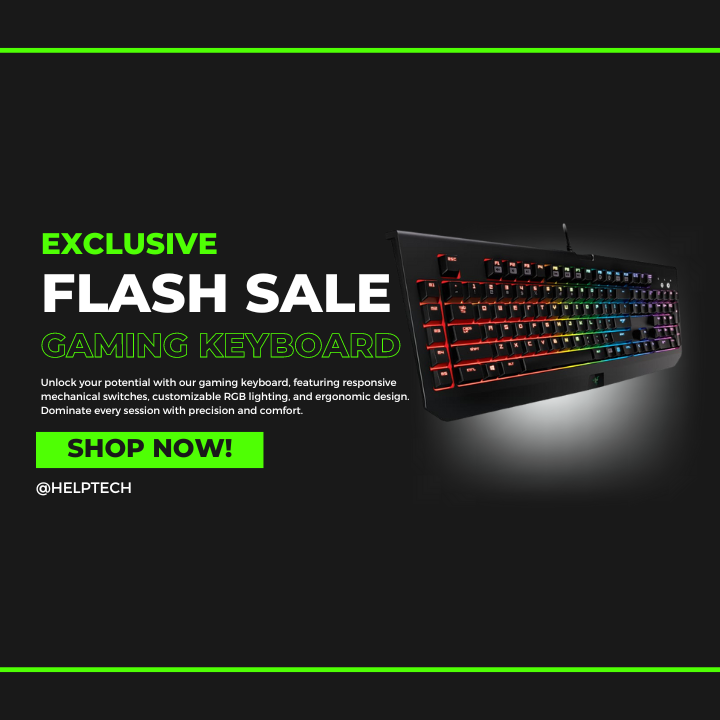 EXCLUSIVE
FLASH SALE
GAMING KEYBOARD
Unlock your potential with our gaming keyboard, featuring responsive
mechanical switches, customizable RGB lighting, and ergonomic design.
Dominate every session with precision and comfort.
SHOP NOW!
@HELPTECH